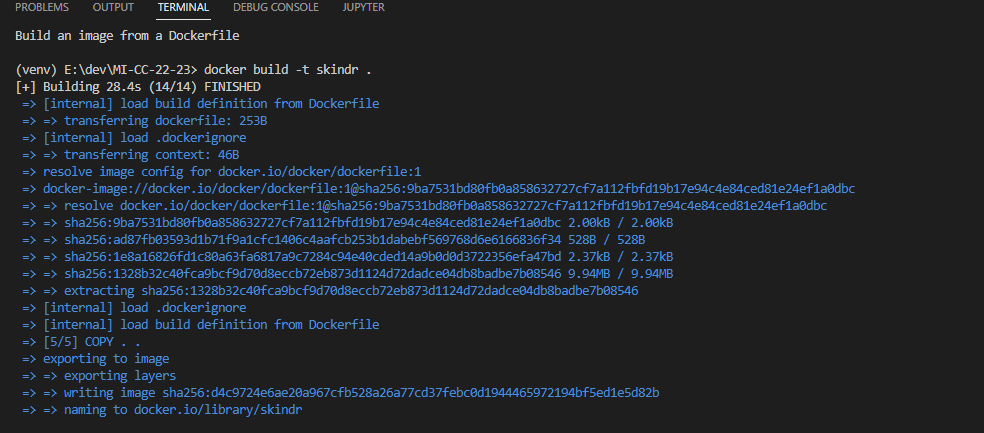 PROBLEMS OUTPUT TERMINAL DEBUG CONSOLE JUPYTER
Build an image from a Dockerfile
(venv) E:\dev\MI-CC-22-23> docker build -t skindr .
[+] Building 28.4s (14/14) FINISHED
=> [internal] load build definition from Dockerfile
=> => transferring dockerfile: 253B
=> [internal] load .dockerignore
=> => transferring context: 46B
=> resolve image config for docker.io/docker/dockerfile:1
=> docker-image://docker.io/docker/dockerfile:1@sha256:9ba7531bd80fb0a858632727cf7a112fbfd19b17e94c4e84ced81e24ef1a0dbc
=> => resolve docker.io/docker/dockerfile:1@sha256:9ba7531bd80fb0a858632727cf7a112fbfd19b17e94c4e84ced81e24ef1a0dbc
=> => sha256:9ba7531bd80fb0a858632727cf7a112fbfd19b17e94c4e84ced81e24ef1a0dbc 2.00kB / 2.00kB
=> => sha256:ad87fb03593d1b71f9a1cfc1406c4aafcb253b1dabebf569768d6e6166836f34 528B / 528B
=> => sha256:1e8a16826fd1c80a63fa6817a9c7284c94e40cded14a9b0d0d3722356efa47bd 2.37kB / 2.37kB
=> => sha256:1328b32c40fca9bcf9d70d8eccb72eb873d1124d72dadce04db8badbe7b08546 9.94MB / 9.94MB
=> => extracting sha256:1328b32c40fca9bcf9d70d8eccb72eb873d1124d72dadce04db8badbe7b08546
=> [internal] load .dockerignore
=> [internal] load build definition from Dockerfile
=> [5/5] COPY . .
=> exporting to image
=> => exporting layers
=> => writing image sha256:d4c9724e6ae20a967cfb528a26a77cd37febc0d1944465972194bf5ed1e5d82b
=> => naming to docker.io/library/skindr